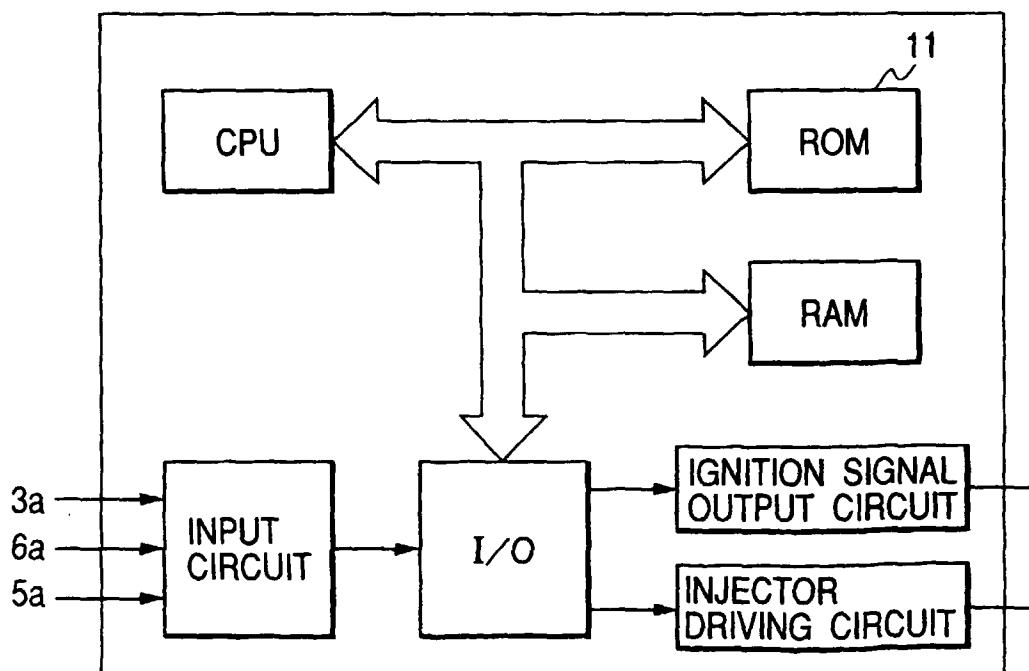 11
CPU
ROM
RAM
3a
6a
5a
INPUT
CIRCUIT
I/O
IGNITION SIGNAL
OUTPUT CIRCUIT
INJECTOR
DRIVING CIRCUIT